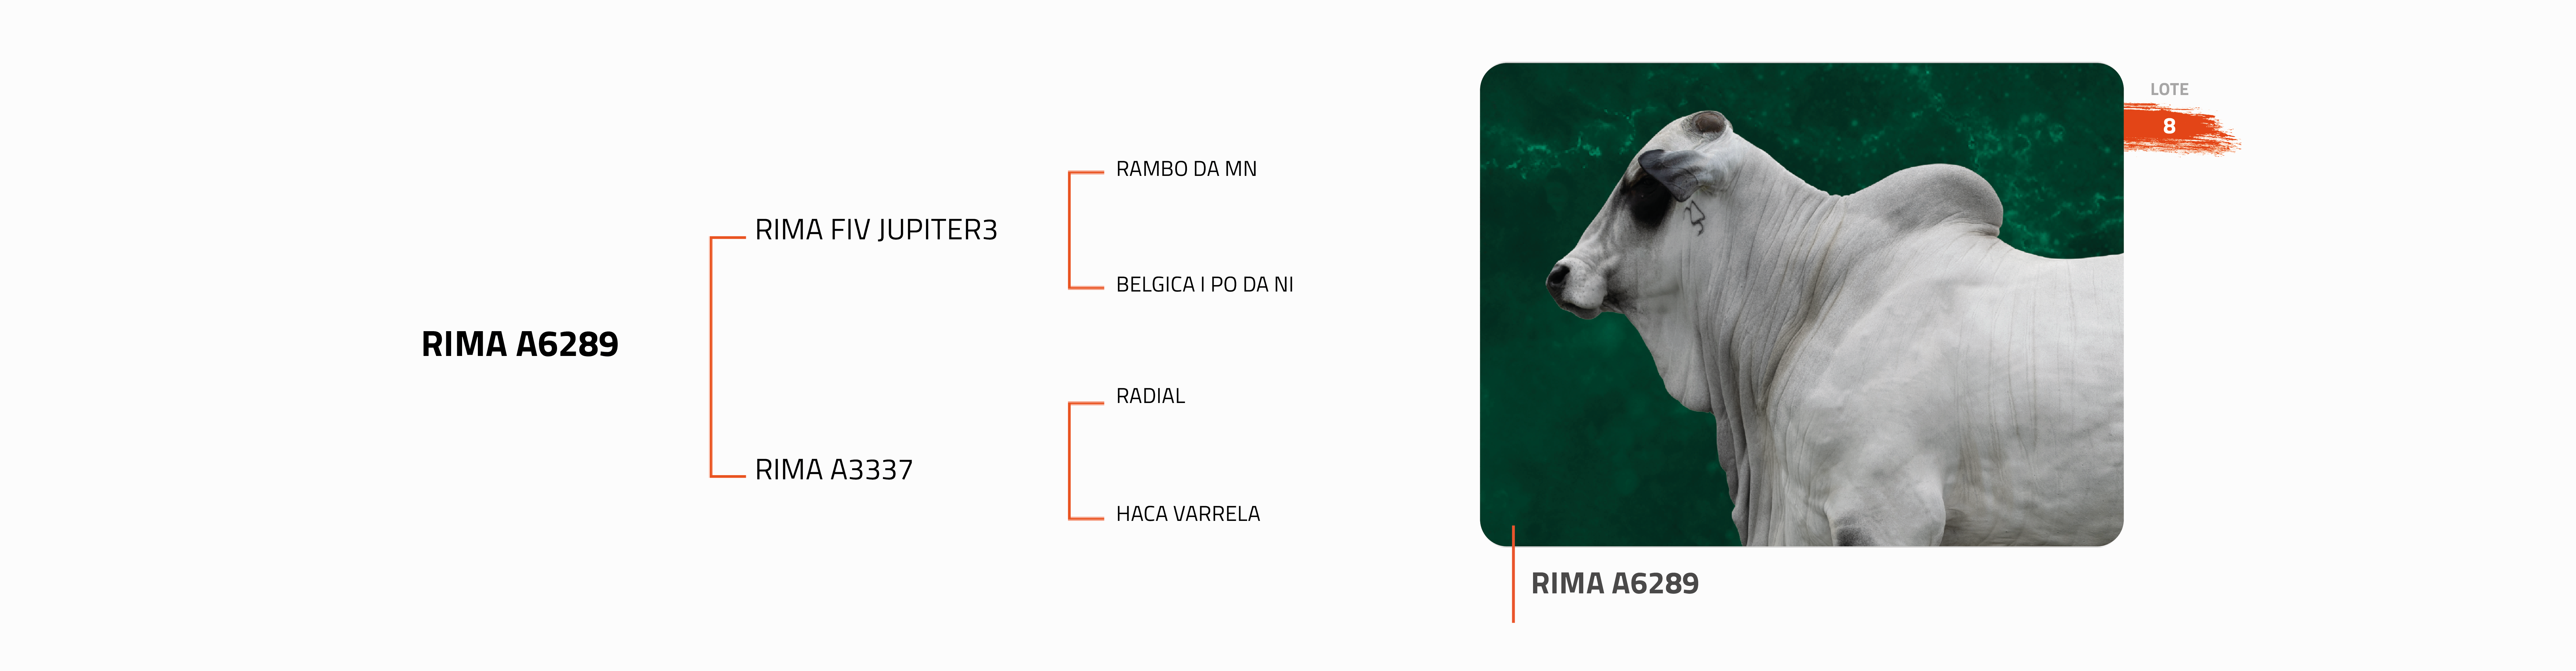 RIMA A6289
RIMA FIV JUPITER3
RIMA A3337
RAMBO DA MN
BELGICA I PO DA NI
RADIAL
HACA VARRELA
LOTE
8
RIMA A6289